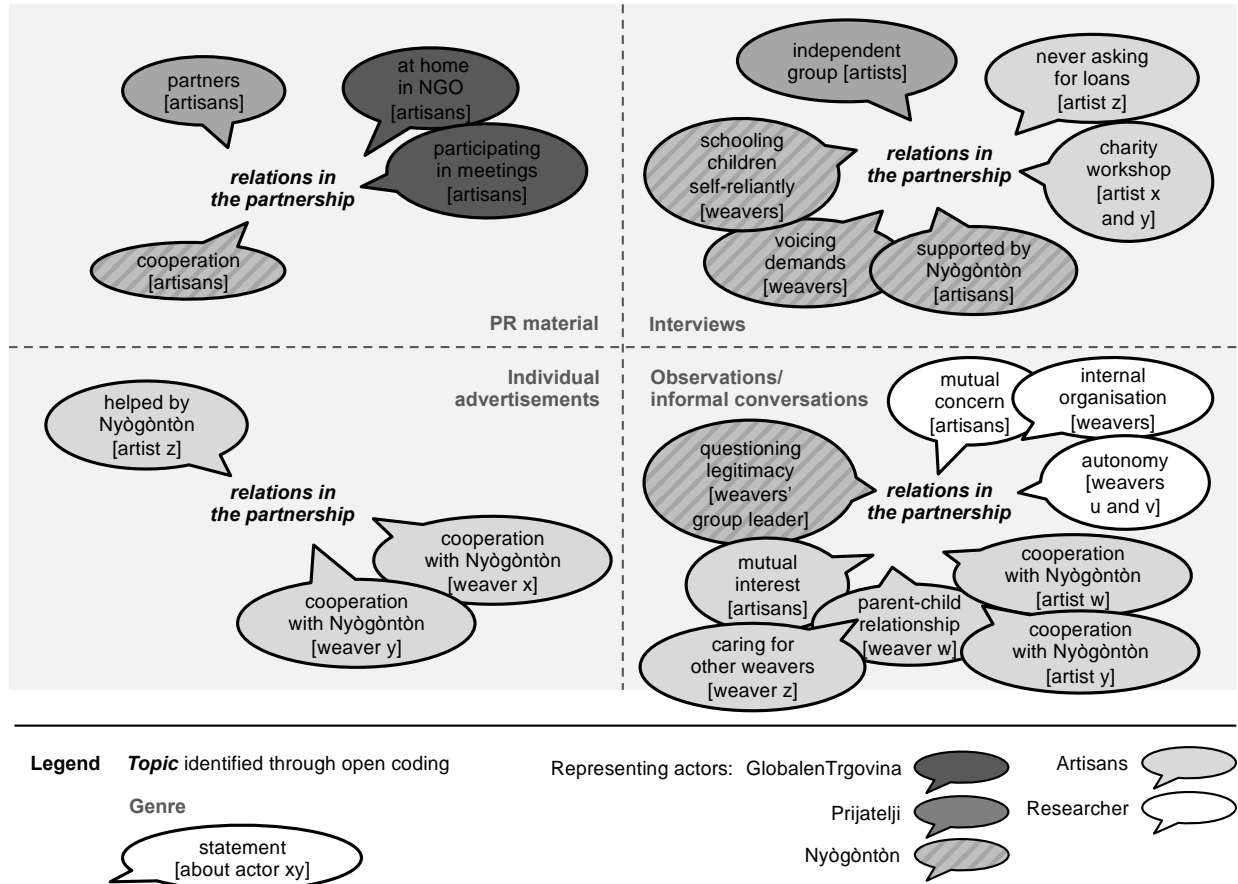 partners
[artisans]
at home
in NGO
[artisans]
participating
in meetings
[artisans]
relations in
the partnership
cooperation
[artisans]
PR material
independent
group [artists]
never asking
for loans
[artist z]
schooling
children
self-reliantly
[weavers]
relations in
the partnership
charity
workshop
[artist x
and y]
voicing
demands
[weavers]
supported by
Nyògòntòn
[artisans]
Interviews
Individual
advertisements
helped by
Nyògòntòn
[artist z]
relations in
the partnership
cooperation
with Nyògòntòn
[weaver x]
cooperation
with Nyògòntòn
[weaver y]
Observations/
informal conversations
mutual
concern
[artisans]
internal
organisation
[weavers]
questioning
legitimacy
[weavers’
group leader]
relations in
the partnership
autonomy
[weavers
u and v]
mutual
interest
[artisans]
parent-child
relationship
[weaver w]
cooperation
with Nyògòntòn
[artist w]
caring for
other weavers
[weaver z]
cooperation
with Nyògòntòn
[artist y]
Legend Topic identified through open coding
Genre
statement
[about actor xy]
Representing actors: GlobalenTrgovina
Prijatelji
Nyògòntòn
Artisans
Researcher